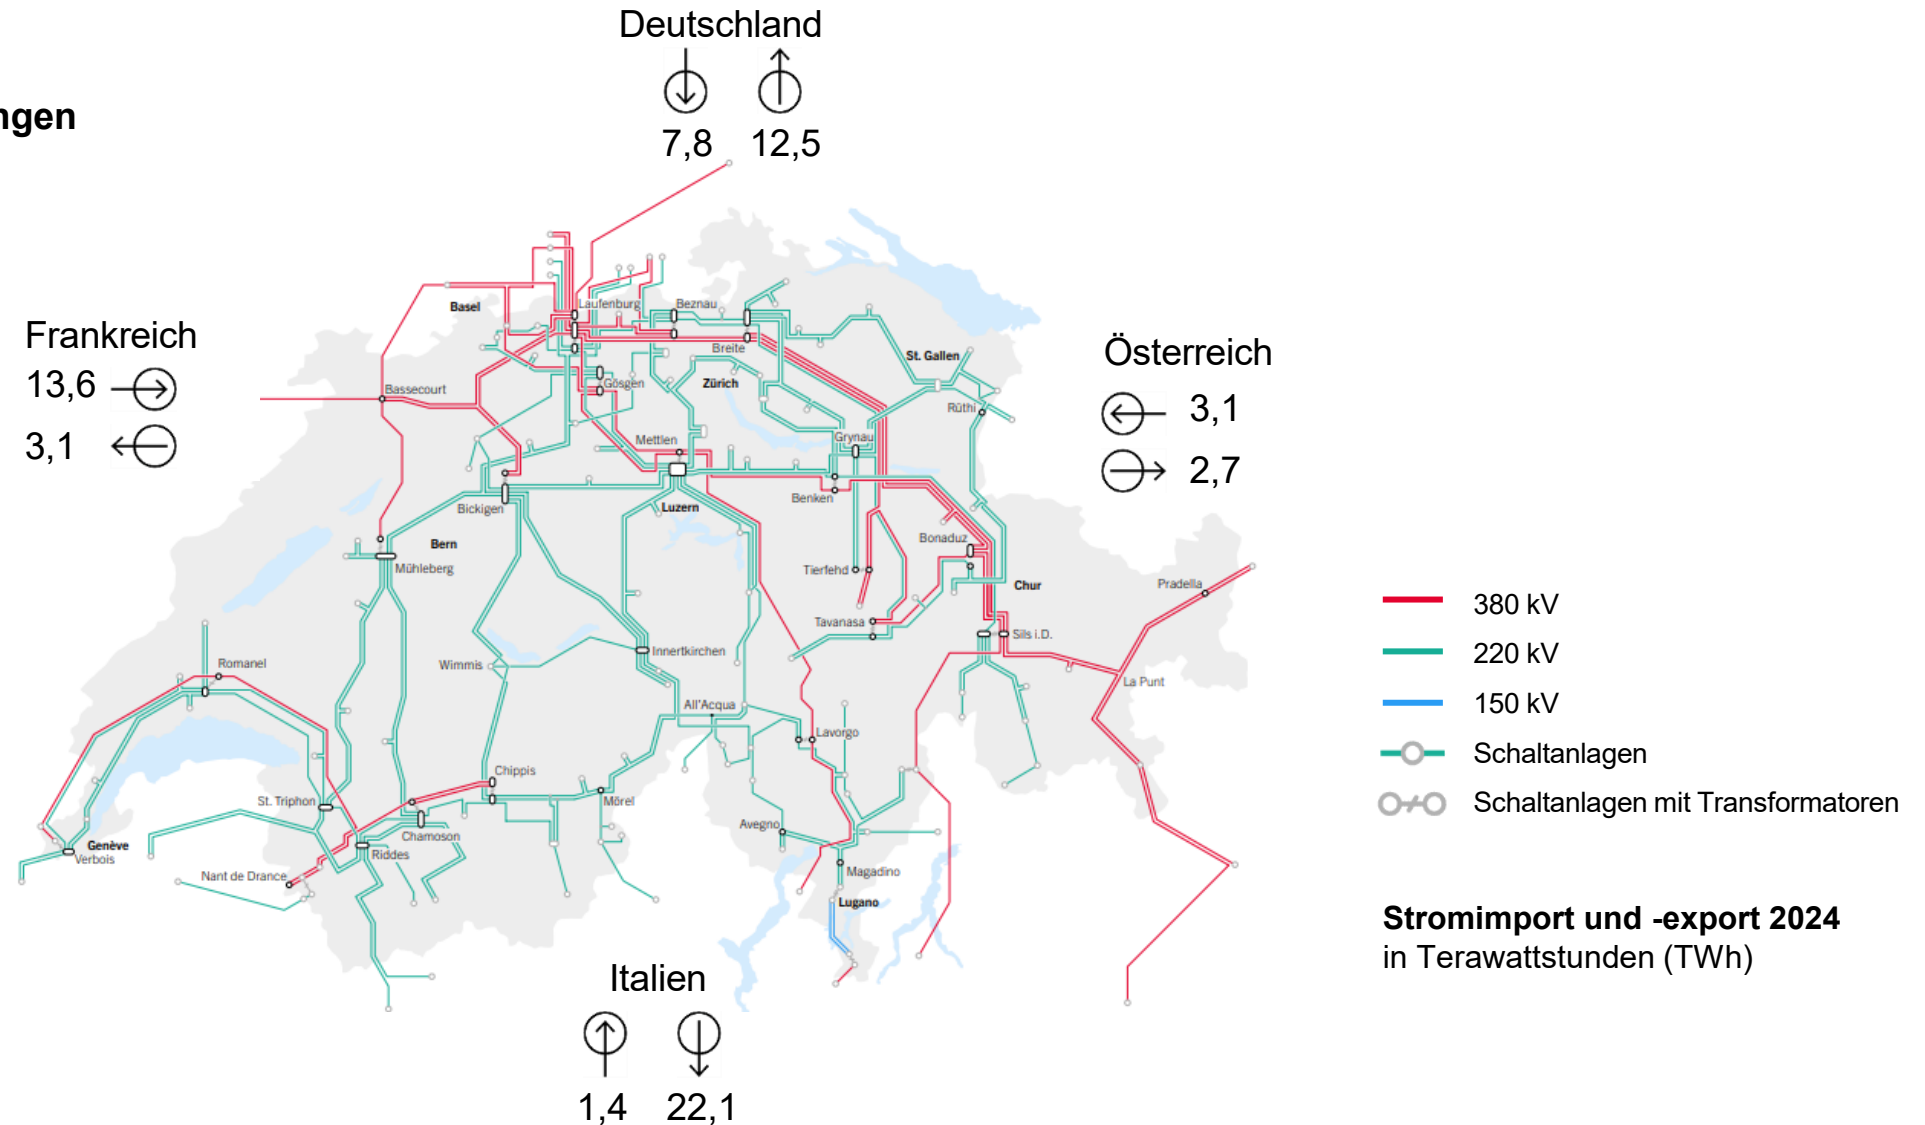 Deutschland
7,8 12,5
ngen
Basel
Laufenburg
Beznau
Breite
St. Gallen
Frankreich
13,6
3,1
Österreich
3,1
2,7
Bassecourt
Gösgen
Zürich
Rüthi
Mettlen
Grynau
Benken
Bickigen
Luzern
Bern
Mühleberg
Bonaduz
Tierfehd
Chur
Pradella
Tavanasa
Sils i.D.
Romanel
Wimmis
Innertkirchen
La Punt
All'Acqua
Lavorgo
Chippis
Mörel
St. Triphon
Chamoson
Avegno
Genève
Verbois
Riddes
Nant de Drance
Magadino
Lugano
380 kV
220 kV
150 kV
Schaltanlagen
Schaltanlagen mit Transformatoren
Stromimport und -export 2024
in Terawattstunden (TWh)
Italien
1,4 22,1